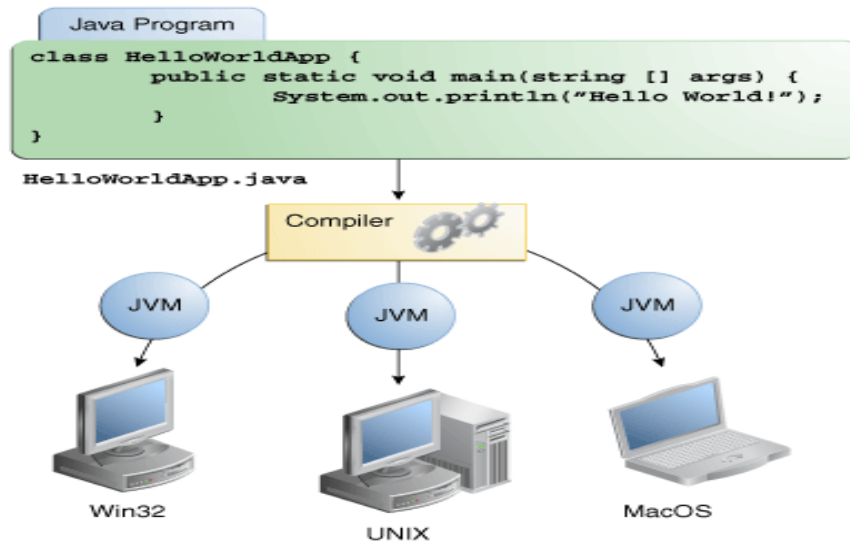 Java Program
class HelloWorldApp {
public static void main(string [] args) {
System.out.println("Hello World!");
}
}
HelloWorldApp.java
Compiler
JVM
JVM
JVM
Win32
UNIX
MacOS